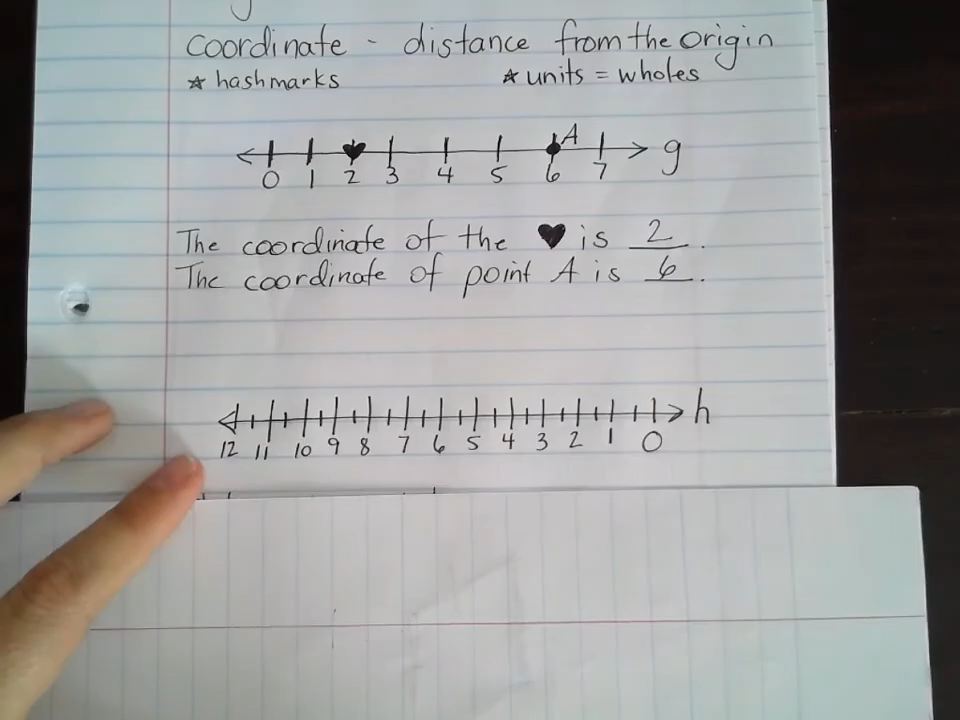 coordinate - distance from the origin
* hashmarks * units = wholes
A
0 1 2 3 4 5 6 7 g
The coordinate of the ♥ is 2.
The coordinate of point A is 6.
h
12 11 10 9 8 7 6 5 4 3 2 1 0